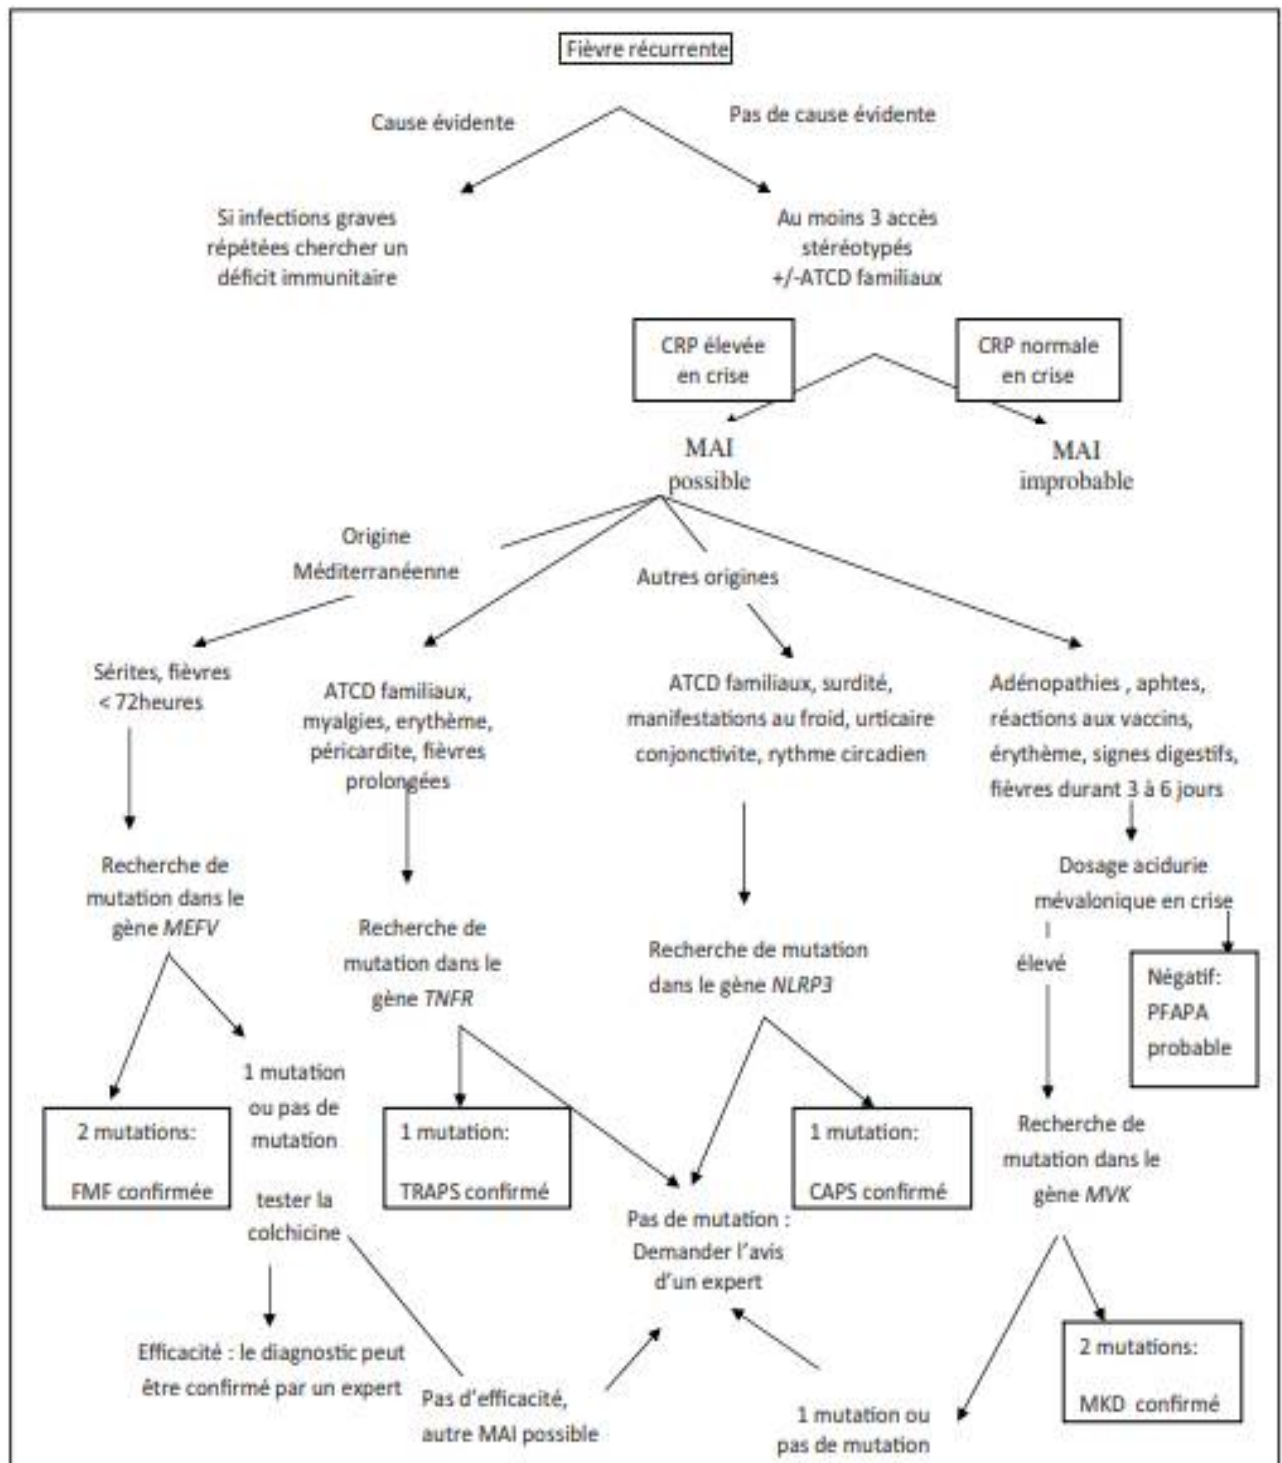 Fièvre récurrente
Cause évidente
Pas de cause évidente
Si infections graves
répétées chercher un
déficit immunitaire
Au moins 3 accès
stéréotypés
+/-ATCD familiaux
CRP élevée
en crise
CRP normale
en crise
MAI
possible
MAI
improbable
Origine
Méditerranéenne
Autres origines
Sérites, fièvres
< 72heures
ATCD familiaux,
myalgies, erythème,
péricardite, fièvres
prolongées
ATCD familiaux, surdité,
manifestations au froid, urticaire
conjonctivite, rythme circadien
Adénopathies , aphtes,
réactions aux vaccins,
érythème, signes digestifs,
fièvres durant 3 à 6 jours
Recherche de
mutation dans le
gène MEFV
Recherche de
mutation dans le
gène TNFR
Recherche de mutation
dans le gène NLRP3
Dosage acidurie
mévalonique en crise
élevé
Négatif:
PFAPA
probable
1 mutation
ou pas de
mutation
tester la
colchicine
2 mutations:
FMF confirmée
1 mutation:
TRAPS confirmé
1 mutation:
CAPS confirmé
Recherche de
mutation dans le
gène MVK
Pas de mutation :
Demander l'avis
d'un expert
Efficacité : le diagnostic peut
être confirmé par un expert
Pas d'efficacité,
autre MAI possible
1 mutation ou
pas de mutation
2 mutations:
MKD confirmé